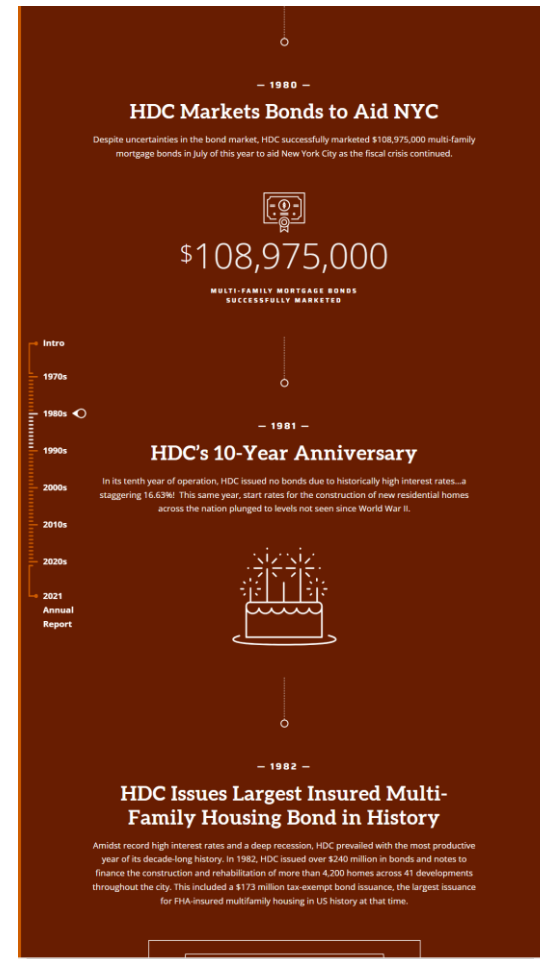 — 1980 —
HDC Markets Bonds to Aid NYC
Despite uncertainties in the bond market, HDC successfully marketed $108,975,000 multi-family
mortgage bonds in July of this year to aid New York City as the fiscal crisis continued.
$108,975,000
MULTI-FAMILY MORTGAGE BONDS
SUCCESSFULLY MARKETED
Intro
1970s
1980s
1990s
2000s
2010s
2020s
2021
Annual
Report
— 1981 —
HDC's 10-Year Anniversary
In its tenth year of operation, HDC issued no bonds due to historically high interest rates...a
staggering 16.63%! This same year, start rates for the construction of new residential homes
across the nation plunged to levels not seen since World War II.
— 1982 —
HDC Issues Largest Insured Multi-
Family Housing Bond in History
Amidst record high interest rates and a deep recession, HDC prevailed with the most productive
year of its decade-long history. In 1982, HDC issued over $240 million in bonds and notes to
finance the construction and rehabilitation of more than 4,200 homes across 41 developments
throughout the city. This included a $173 million tax-exempt bond issuance, the largest issuance
for FHA-insured multifamily housing in US history at that time.